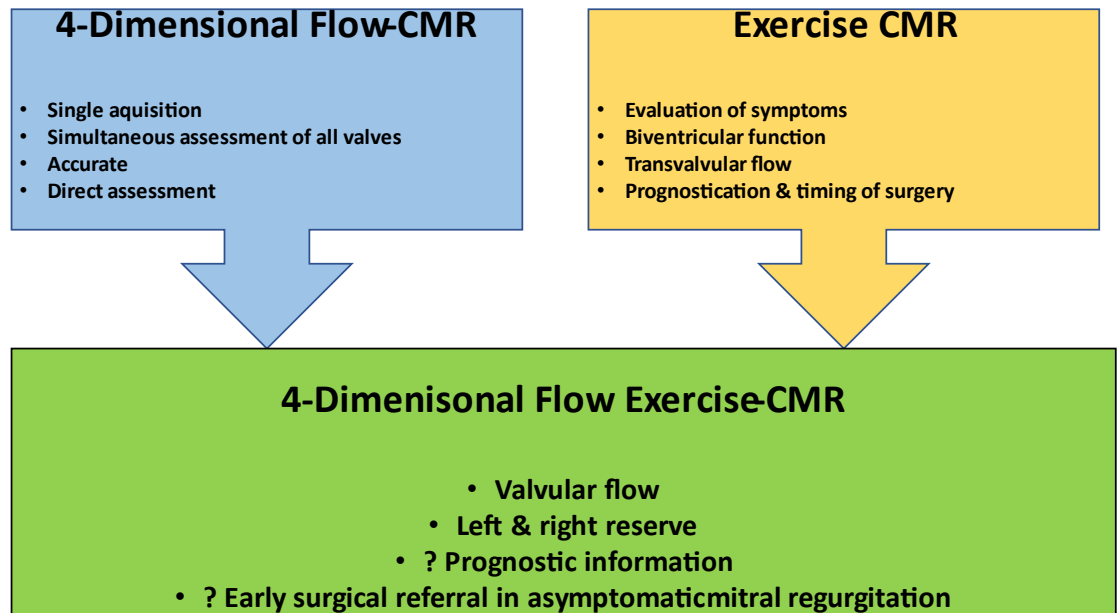 4-Dimensional Flow-CMR
• Single aquisition
• Simultaneous assessment of all valves
• Accurate
• Direct assessment
Exercise CMR
• Evaluation of symptoms
• Biventricular function
• Transvalvular flow
• Prognostication & timing of surgery
4-Dimenisonal Flow Exercise-CMR
• Valvular flow
• Left & right reserve
• ? Prognostic information
• ? Early surgical referral in asymptomaticmitral regurgitation